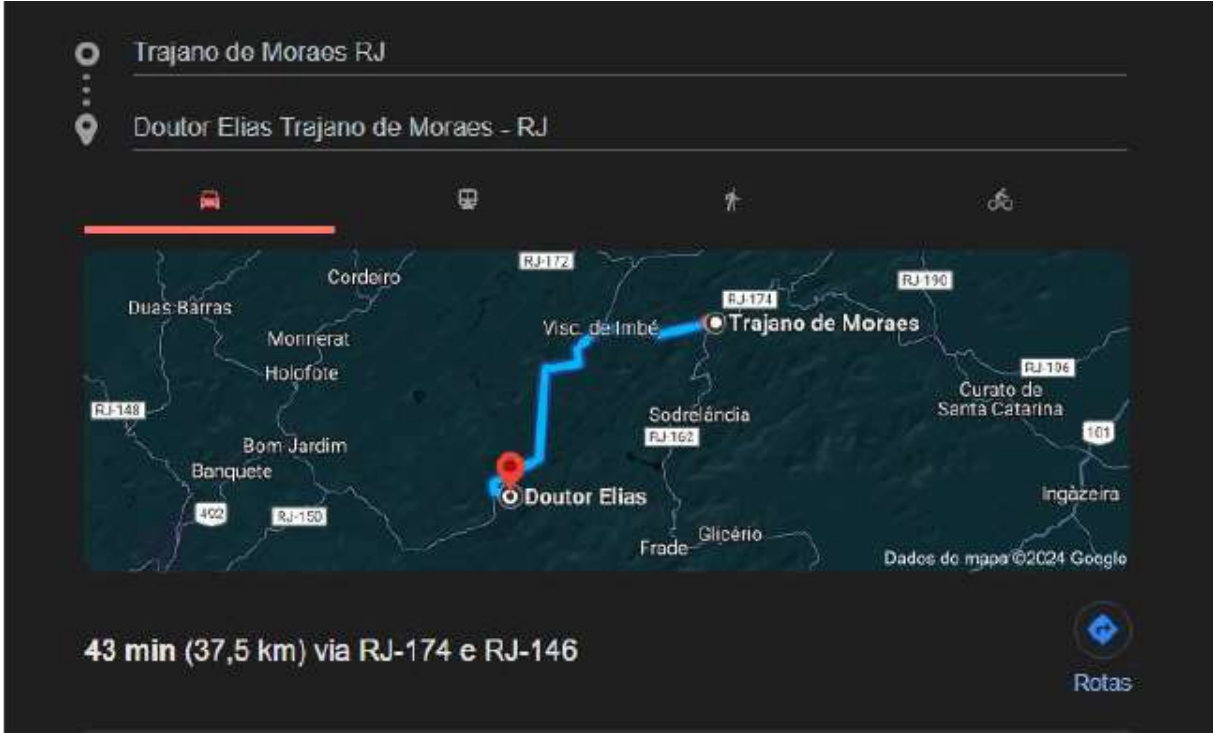 Trajano de Moraes RJ
Doutor Elias Trajano de Moraes - RJ
RJ-172
Cordeiro
RJ-190
Duas Barras
RJ-174
Visc. de Imbé
Trajano de Moraes
Monnerat
Holofote
RJ-196
Curato de
Santa Catarina
RJ-148
Sodrelândia
RJ-162
101
Bom Jardim
Banquete
Doutor Elias
Ingàzeira
492
RJ-150
Glicério
Frade
Dados do mapa ©2024 Google
43 min (37,5 km) via RJ-174 e RJ-146
Rotas